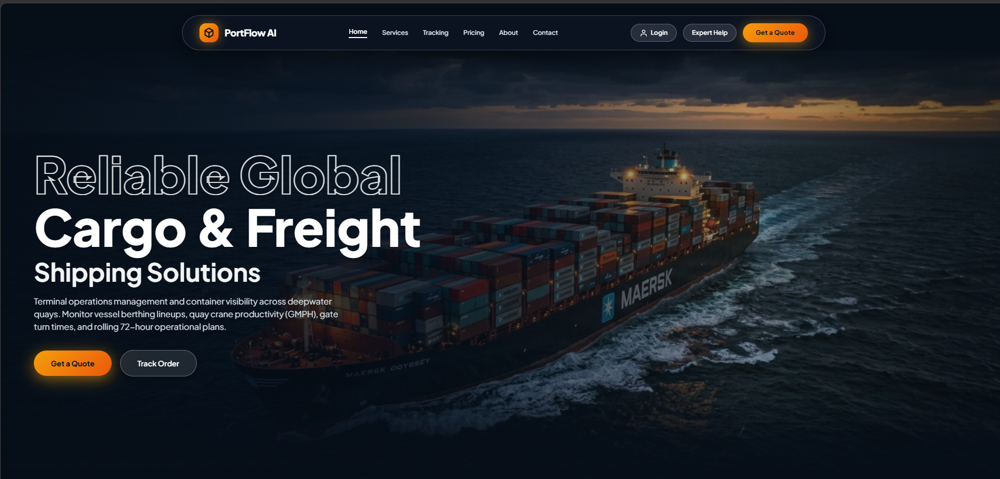 PortFlow AI
Home
Services
Tracking
Pricing
About
Contact
Login
Expert Help
Get a Quote
Reliable Global
Cargo & Freight
Shipping Solutions
Terminal operations management and container visibility across deepwater
quays. Monitor vessel berthing lineups, quay crane productivity (GMPH), gate
turn times, and rolling 72-hour operational plans.
Get a Quote
Track Order
MAERSK
MAERSK ODYBSEY